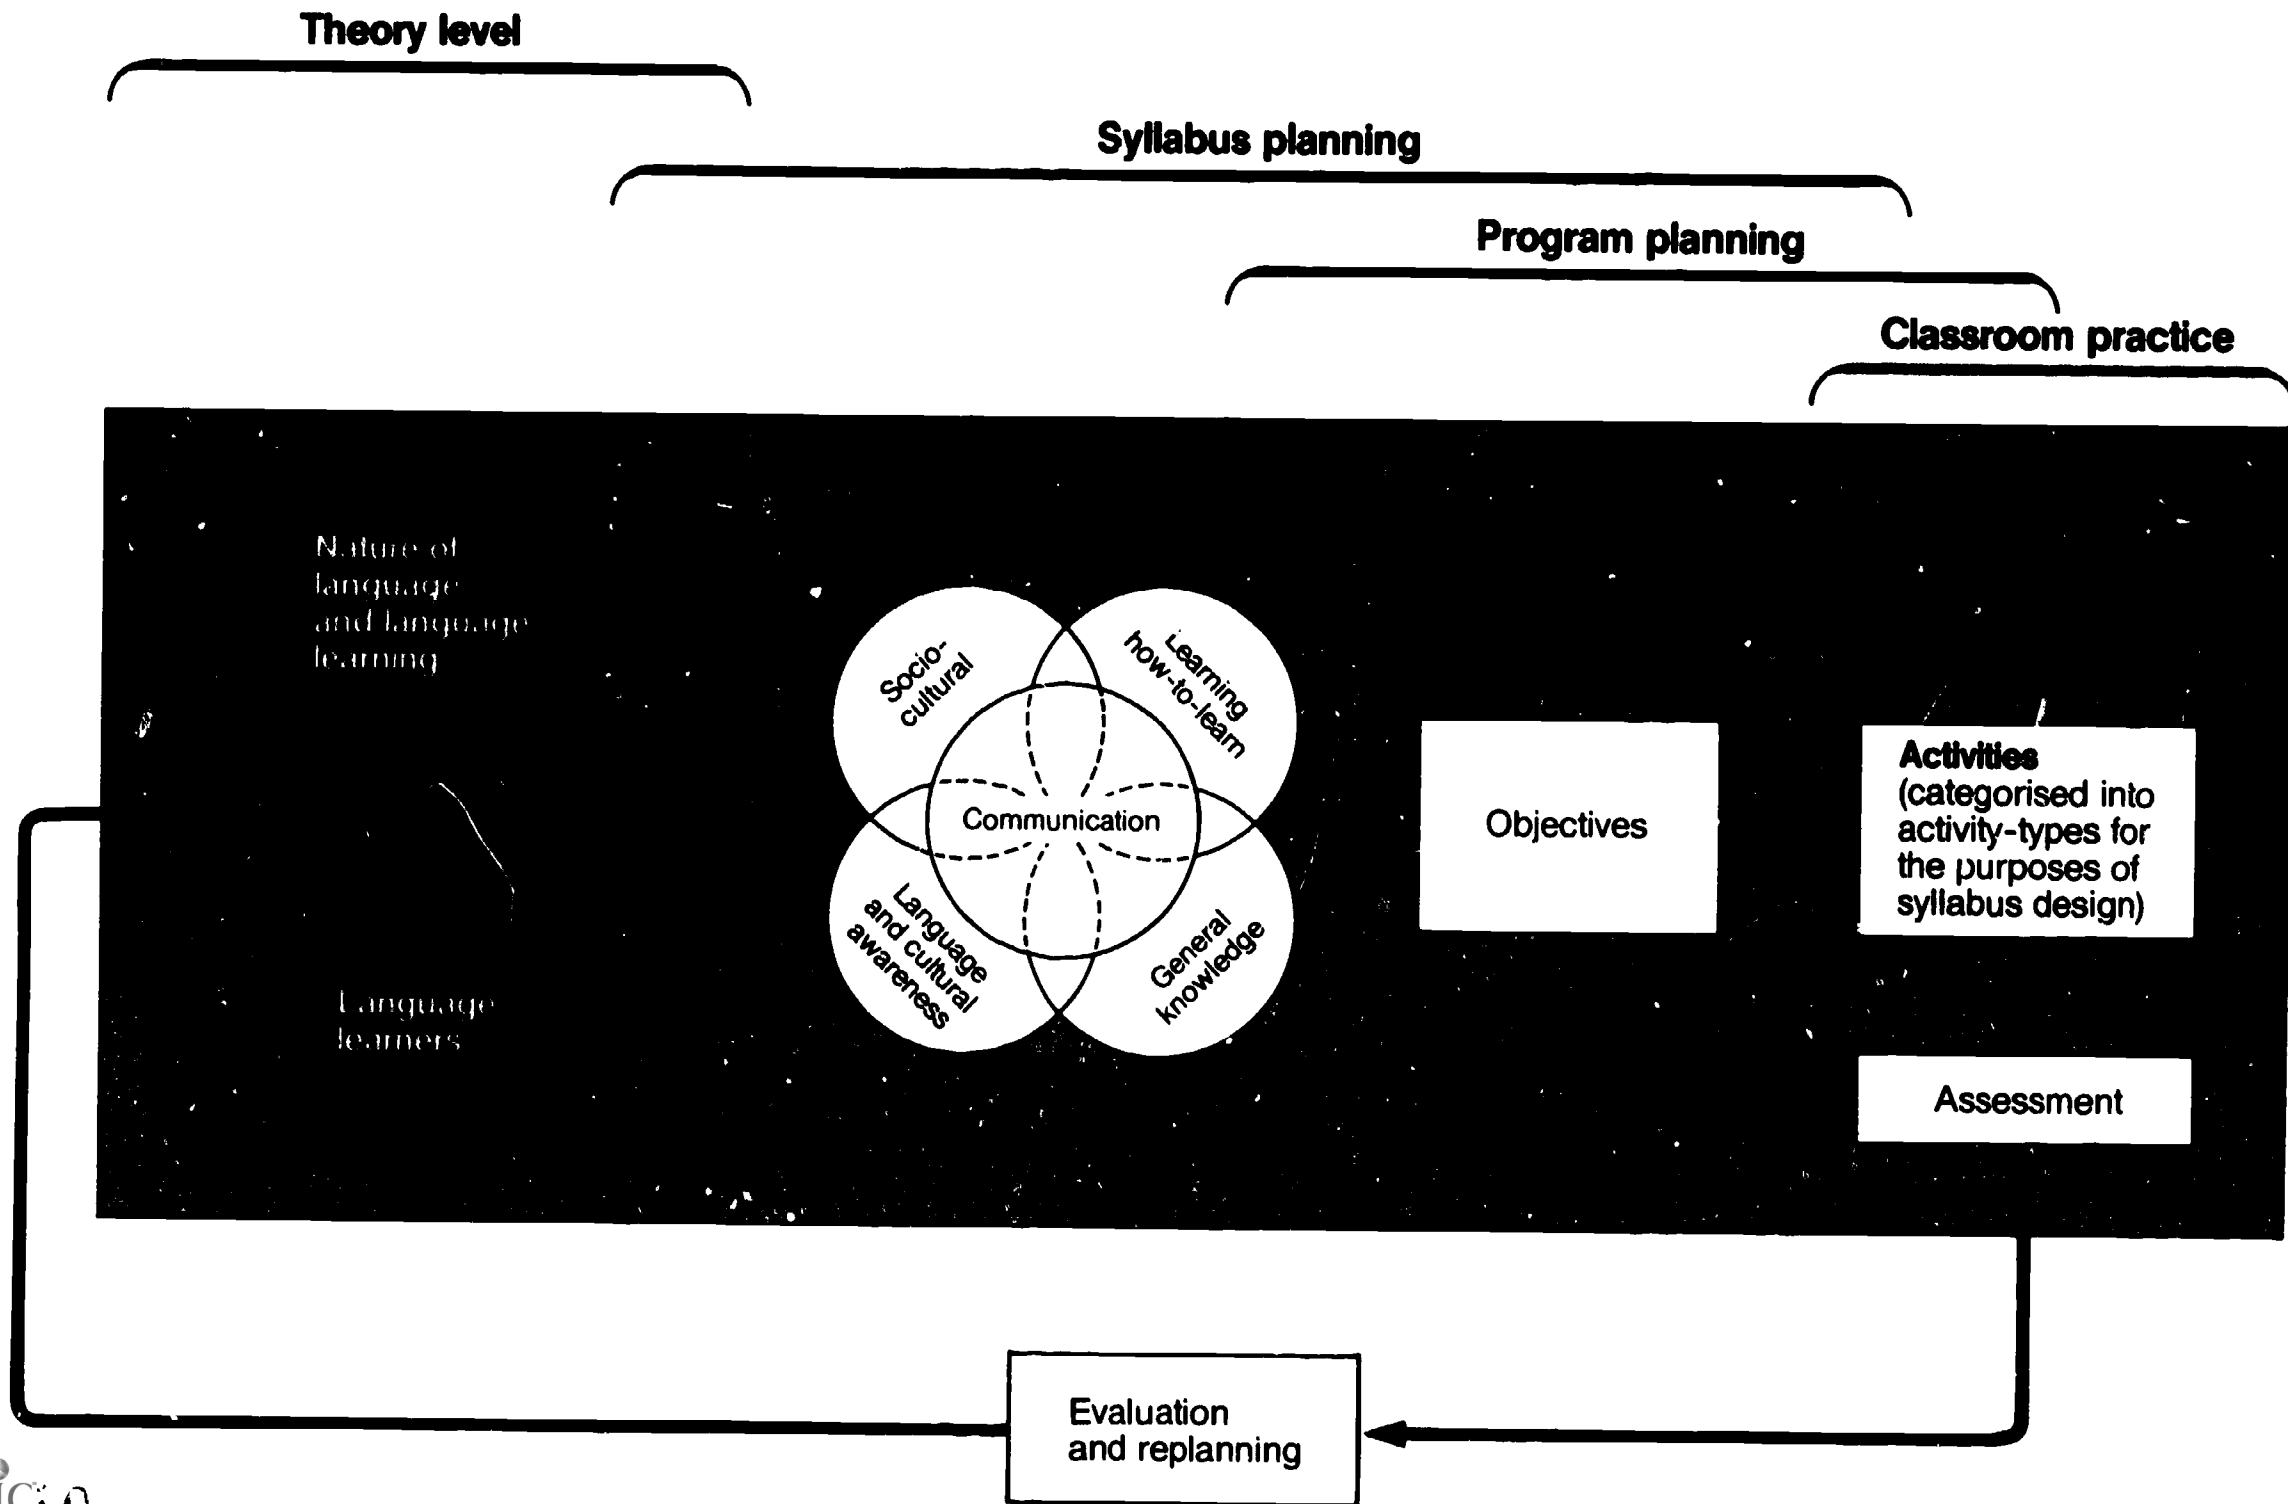 Theory level
Syllabus planning
Program planning
Classroom practice
Nature of
language
and language
learning
Language
learners
Socio-
cultural
Learning
how-to-learn
Communication
Language
and cultural
awareness
General
knowledge
Objectives
Activities
(categorised into
activity-types for
the purposes of
syllabus design)
Assessment
Evaluation
and replanning